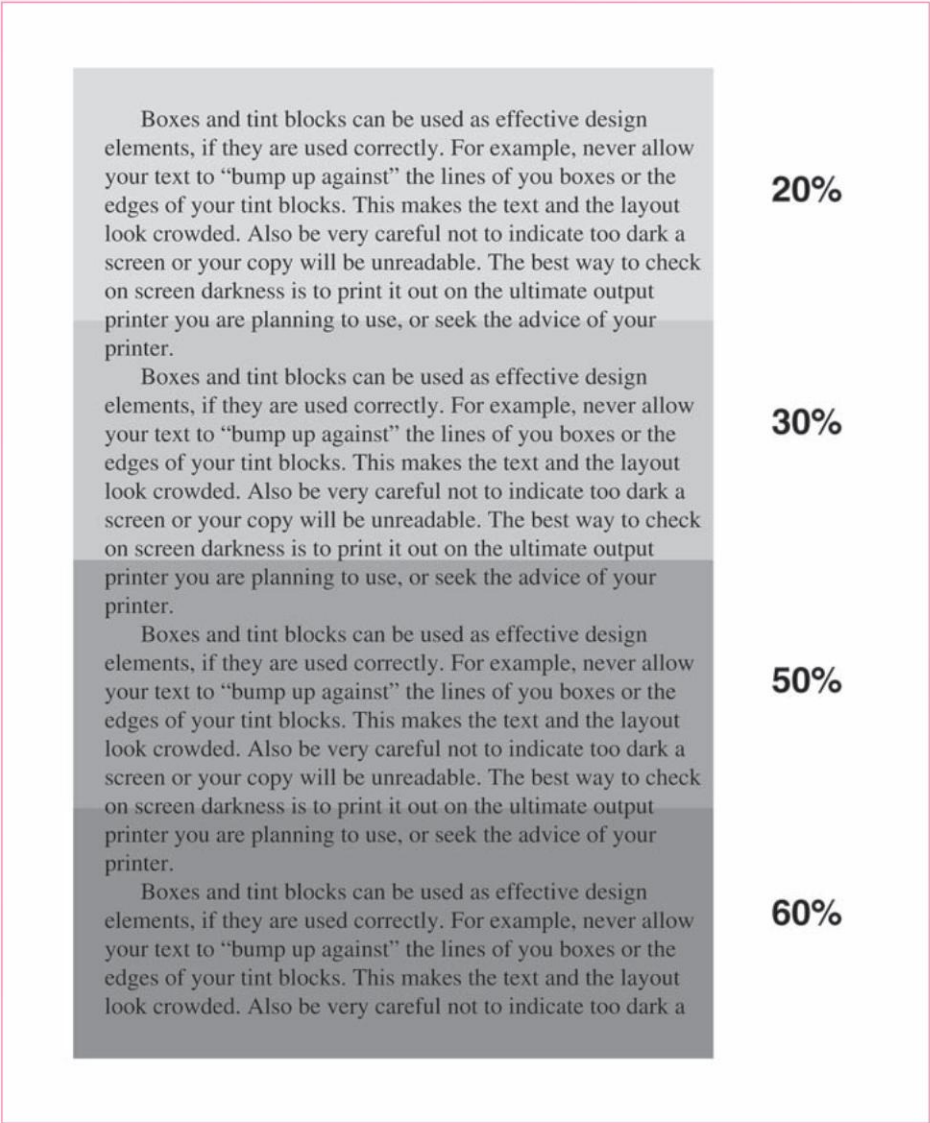 Boxes and tint blocks can be used as effective design
elements, if they are used correctly. For example, never allow
your text to “bump up against” the lines of you boxes or the
edges of your tint blocks. This makes the text and the layout
look crowded. Also be very careful not to indicate too dark a
screen or your copy will be unreadable. The best way to check
on screen darkness is to print it out on the ultimate output
printer you are planning to use, or seek the advice of your
printer.
Boxes and tint blocks can be used as effective design
elements, if they are used correctly. For example, never allow
your text to “bump up against” the lines of you boxes or the
edges of your tint blocks. This makes the text and the layout
look crowded. Also be very careful not to indicate too dark a
screen or your copy will be unreadable. The best way to check
on screen darkness is to print it out on the ultimate output
printer you are planning to use, or seek the advice of your
printer.
Boxes and tint blocks can be used as effective design
elements, if they are used correctly. For example, never allow
your text to “bump up against” the lines of you boxes or the
edges of your tint blocks. This makes the text and the layout
look crowded. Also be very careful not to indicate too dark a
screen or your copy will be unreadable. The best way to check
on screen darkness is to print it out on the ultimate output
printer you are planning to use, or seek the advice of your
printer.
Boxes and tint blocks can be used as effective design
elements, if they are used correctly. For example, never allow
your text to “bump up against” the lines of you boxes or the
edges of your tint blocks. This makes the text and the layout
look crowded. Also be very careful not to indicate too dark a
20%
30%
50%
60%